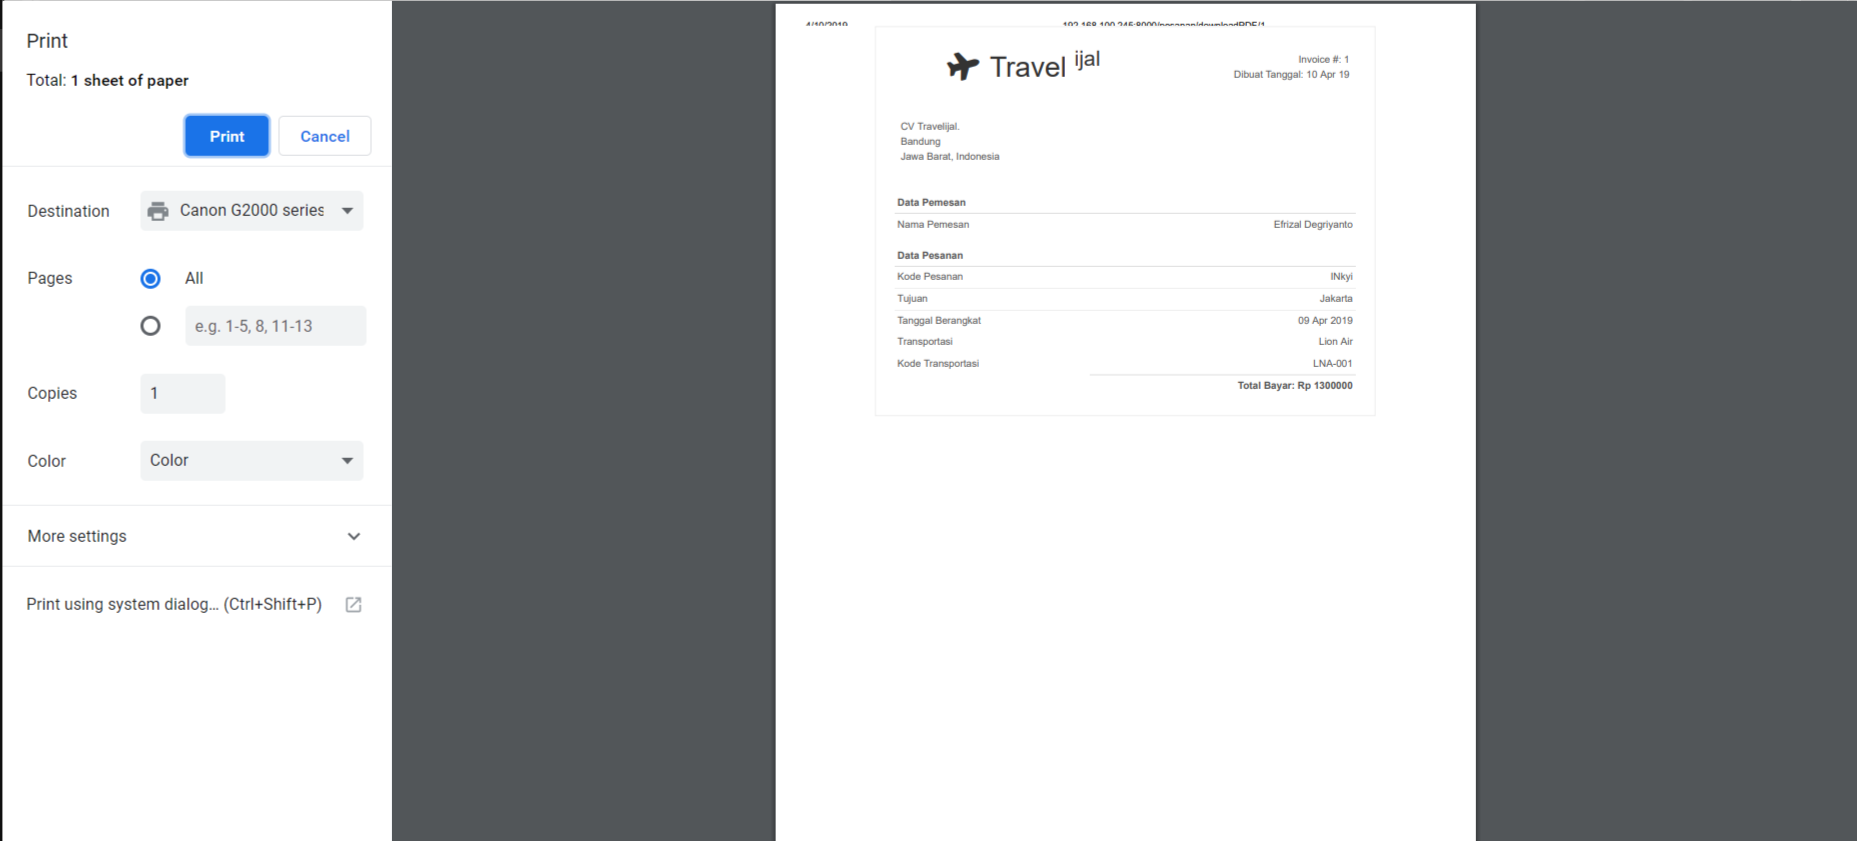 Print
Total: 1 sheet of paper
Print
Cancel
Destination
Canon G2000 series
Pages
All
e.g. 1-5, 8, 11-13
Copies
1
Color
Color
More settings
Print using system dialog... (Ctrl+Shift+P)
4/10/2019
192.168.100.245:8000/pesanan/downloadPDF/1
Travel ijal
Invoice #: 1
Dibuat Tanggal: 10 Apr 19
CV Travelijal.
Bandung
Jawa Barat, Indonesia
Data Pemesan
Nama Pemesan Efrizal Degriyanto
Data Pesanan
Kode Pesanan INkyi
Tujuan Jakarta
Tanggal Berangkat 09 Apr 2019
Transportasi Lion Air
Kode Transportasi LNA-001
Total Bayar: Rp 1300000